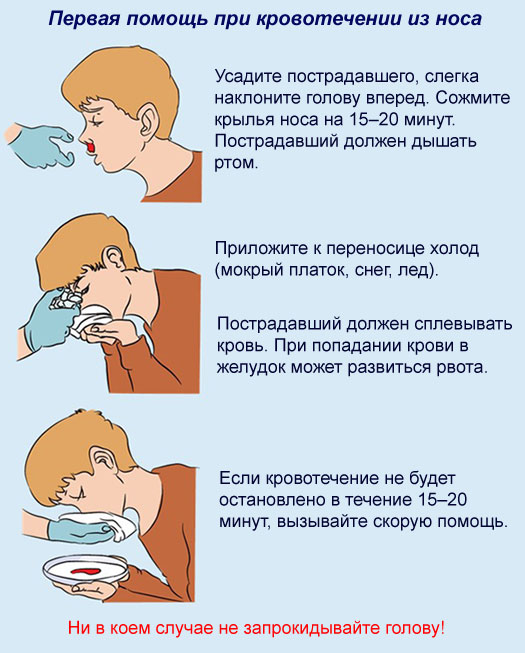 Первая помощь при кровотечении из носа
Усадите пострадавшего, слегка
наклоните голову вперед. Сожмите
крылья носа на 15–20 минут.
Пострадавший должен дышать
ртом.
Приложите к переносице холод
(мокрый платок, снег, лед).
Пострадавший должен сплевывать
кровь. При попадании крови в
желудок может развиться рвота.
Если кровотечение не будет
остановлено в течение 15–20
минут, вызывайте скорую помощь.
Ни в коем случае не запрокидывайте голову!